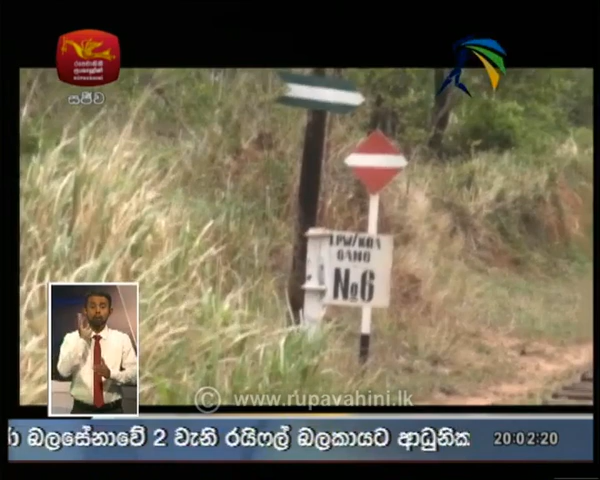 සජීව
GANG
№6
© www.rupavahini.lk
බලසේනාවේ 2 වැනි රයිෆල් බලකායට ආධුනික
20:02:20